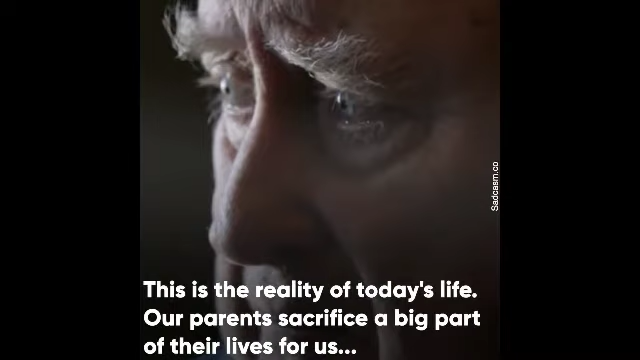 Sadcasm.co
This is the reality of today's life.
Our parents sacrifice a big part
of their lives for us...